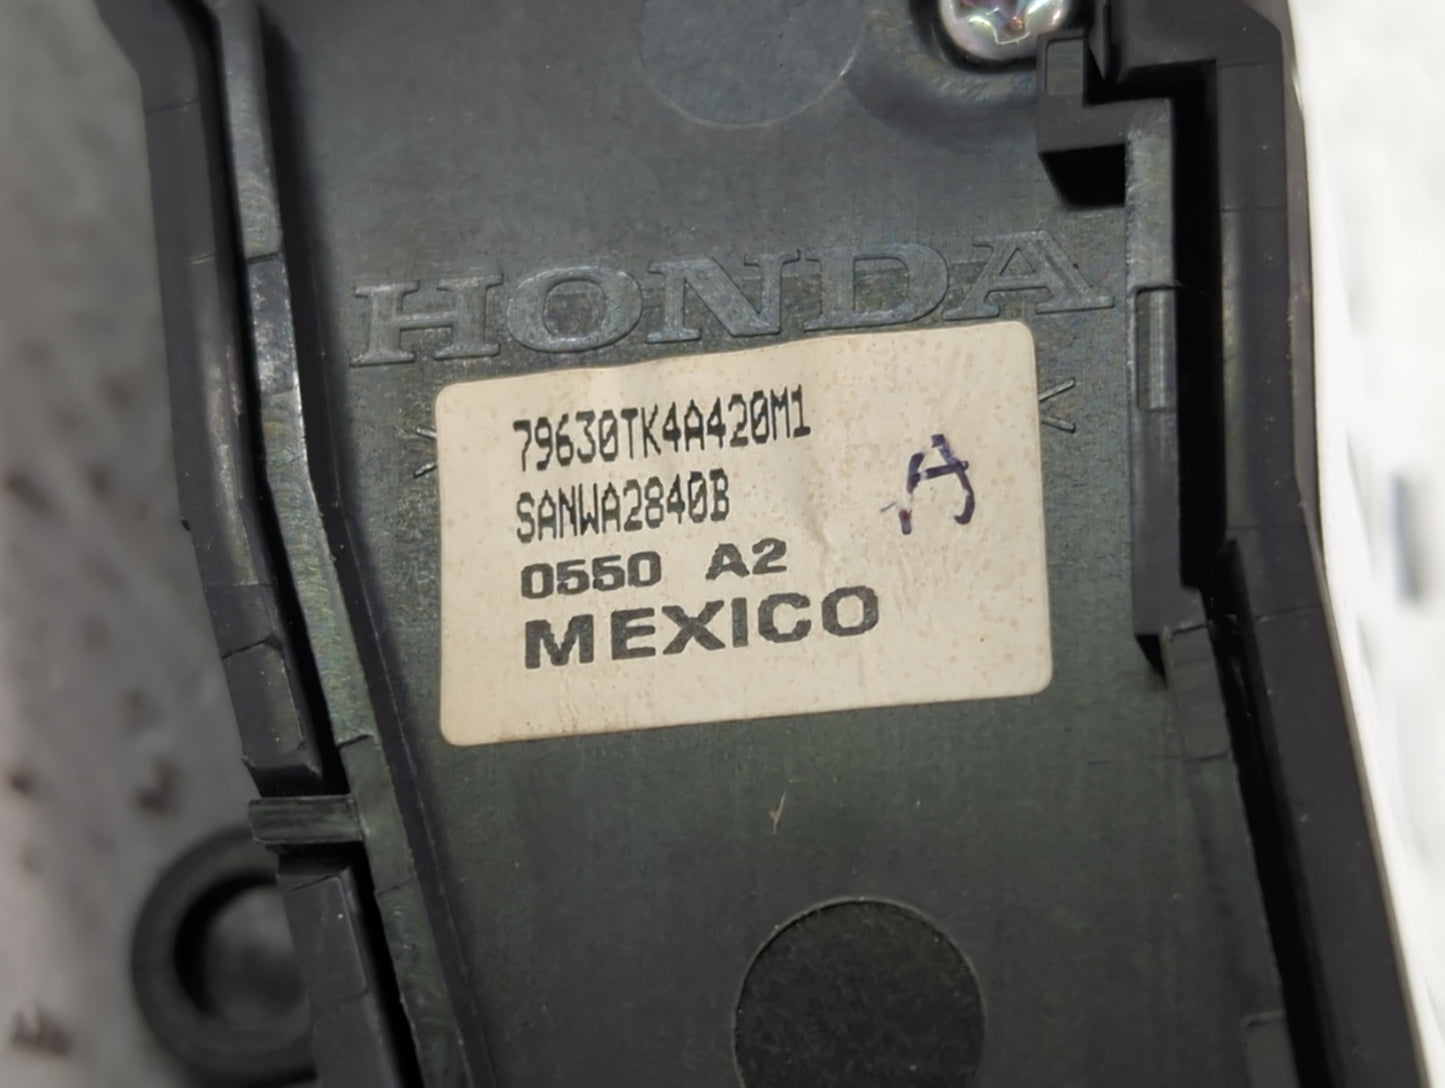 HONDA
79630TK4A420M1
SANWA2840B
A
0550 A2
MEXICO